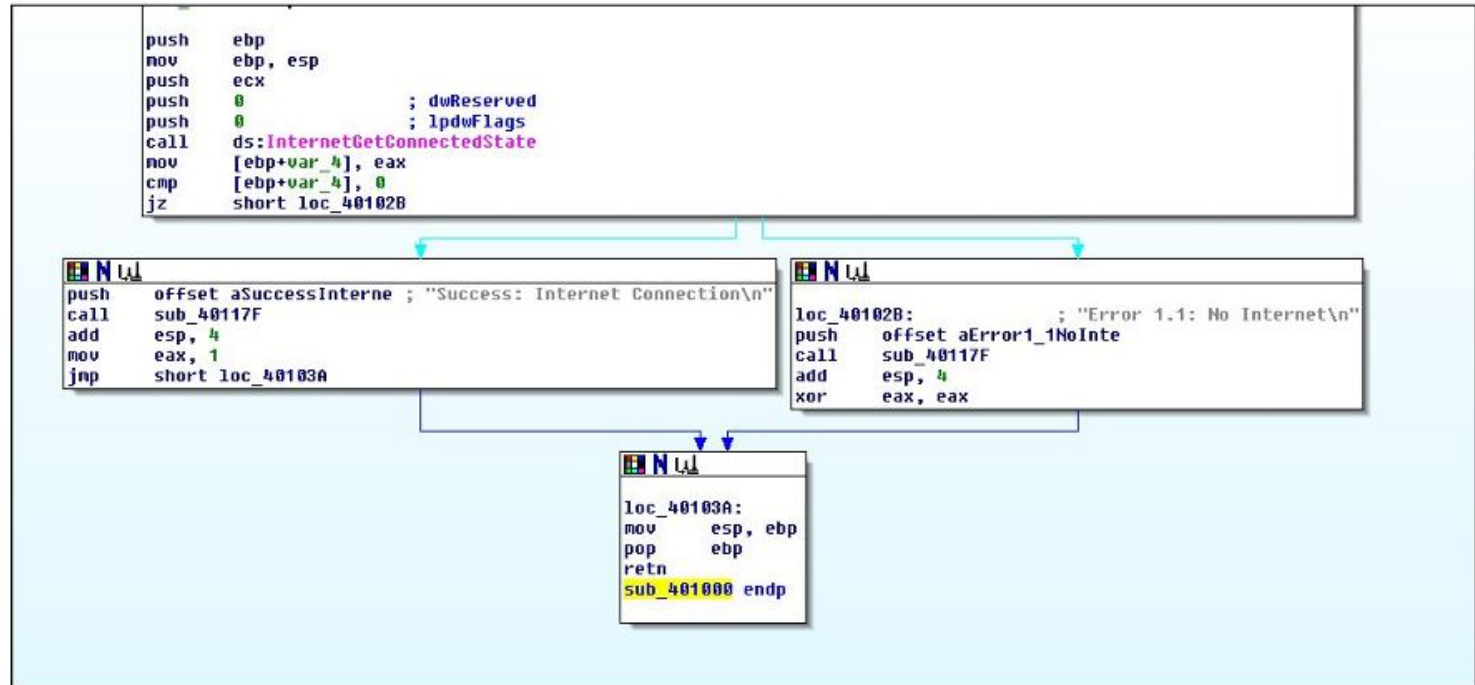 push ebp
mov ebp, esp
push ecx
push 0 ; dwReserved
push 0 ; lpdwFlags
call ds:InternetGetConnectedState
mov [ebp+var_4], eax
cmp [ebp+var_4], 0
jz short loc_40102B
N
push offset aSuccessInterne ; "Success: Internet Connection\n"
call sub_40117F
add esp, 4
mov eax, 1
jmp short loc_40103A
N
loc_40102B: ; "Error 1.1: No Internet\n"
push offset aError1_1NoInte
call sub_40117F
add esp, 4
xor eax, eax
N
loc_40103A:
mov esp, ebp
pop ebp
retn
sub_401000 endp